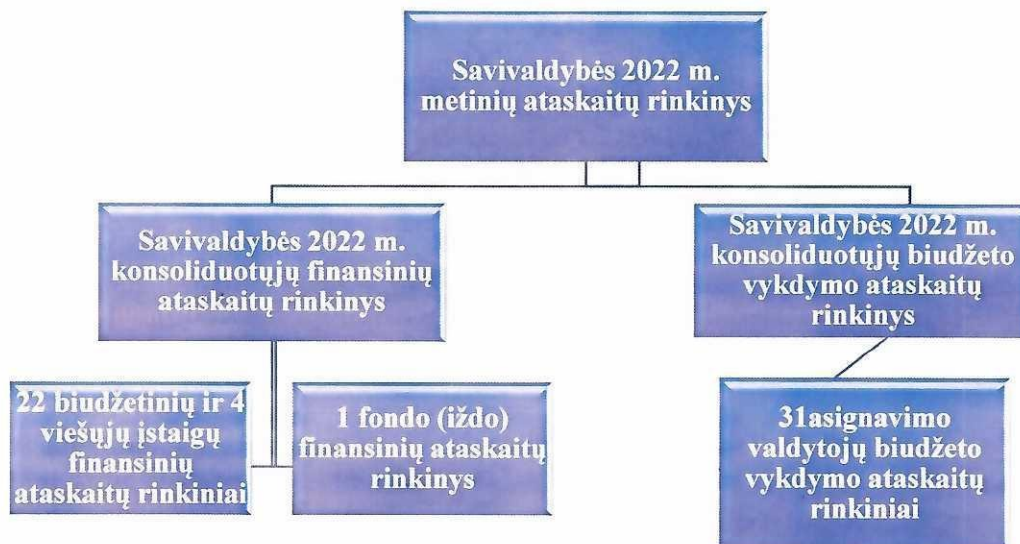 Savivaldybės 2022 m.
metinių ataskaitų rinkinys
Savivaldybės 2022 m.
konsoliduotųjų finansinių
ataskaitų rinkinys
Savivaldybės 2022 m.
konsoliduotųjų biudžeto
vykdymo ataskaitų
rinkinys
22 biudžetinių ir 4
viešųjų įstaigų
finansinių
ataskaitų rinkiniai
1 fondo (iždo)
finansinių ataskaitų
rinkinys
31asignavimo
valdytojų biudžeto
vykdymo ataskaitų
rinkiniai